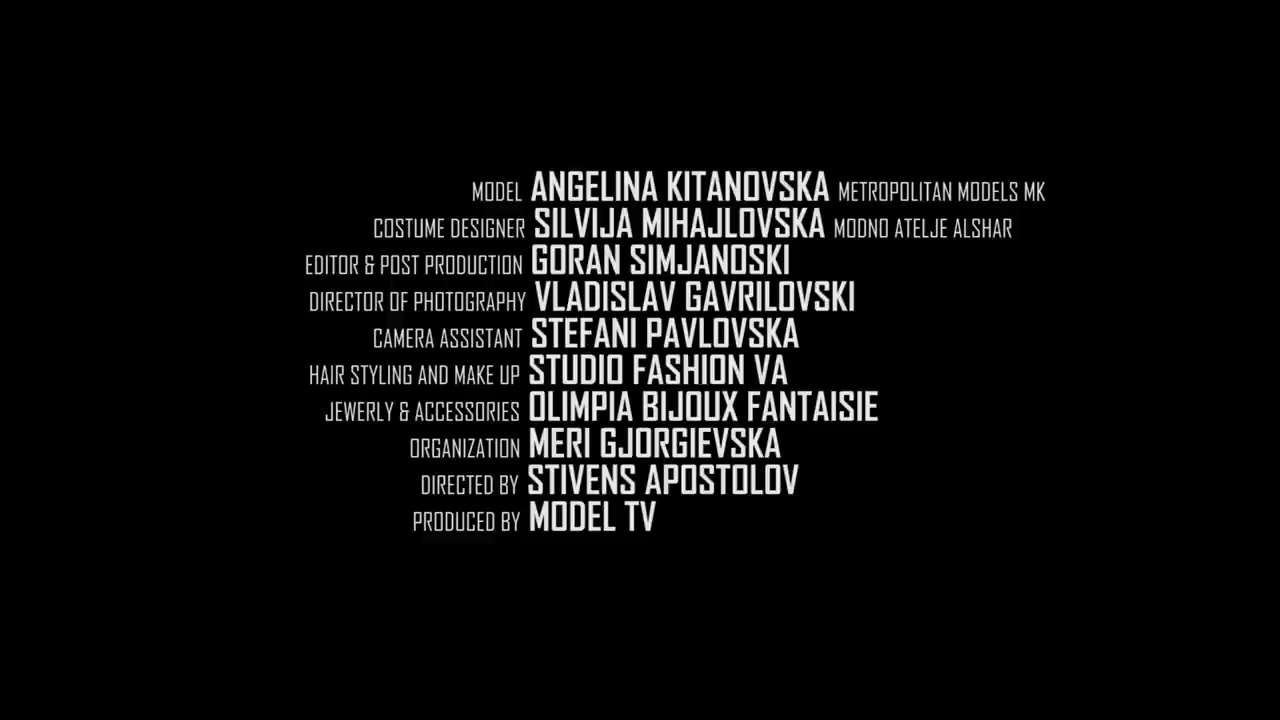 MODEL ANGELINA KITANOVSKA METROPOLITAN MODELS MK
COSTUME DESIGNER SILVIJA MIHAJLOVSKA MODNO ATELJE ALSHAR
EDITOR & POST PRODUCTION GORAN SIMJANOSKI
DIRECTOR OF PHOTOGRAPHY VLADISLAV GAVRILOVSKI
CAMERA ASSISTANT STEFANI PAVLOVSKA
HAIR STYLING AND MAKE UP STUDIO FASHION VA
JEWERLY & ACCESSORIES OLIMPIA BIJOUX FANTAISIE
ORGANIZATION MERI GJORGIEVSKA
DIRECTED BY STIVENS APOSTOLOV
PRODUCED BY MODEL TV